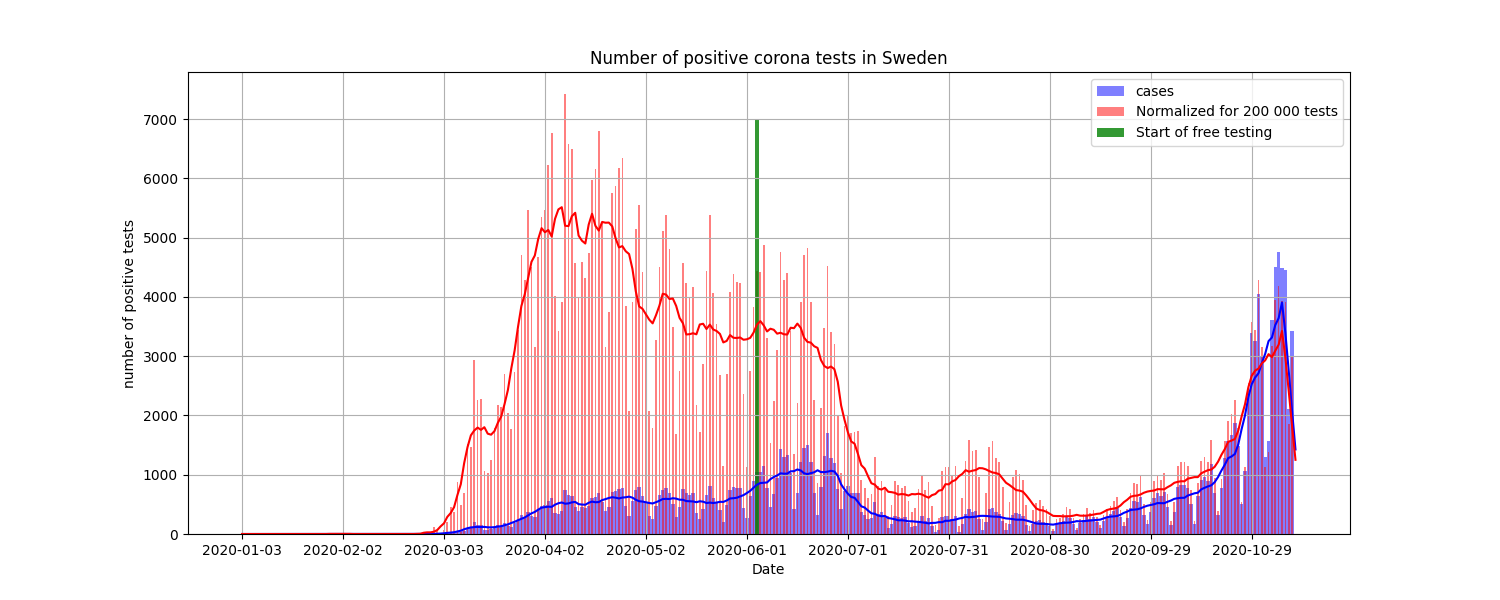 Number of positive corona tests in Sweden
cases
Normalized for 200 000 tests
Start of free testing
number of positive tests
7000
6000
5000
4000
3000
2000
1000
0
2020-01-03 2020-02-02 2020-03-03 2020-04-02 2020-05-02 2020-06-01 2020-07-01 2020-07-31 2020-08-30 2020-09-29 2020-10-29
Date